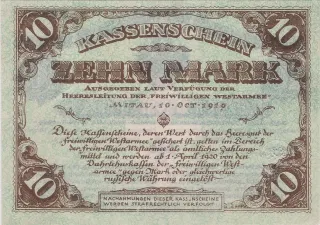 10 10
KASSENSCHEIN
ZEHN MARK
AUSGEGEBEN LAUT VERFÜGUNG DER
HEERESLEITUNG DER FREIWILLIGEN WESTARMEE
MITAU, 10. OCT. 1919
Diese Kassenscheine, deren Wert durch das Heeresgut der
freiwilligen Westarmee gesichert ist, gelten im Bereich
der freiwilligen Westarmee als amtliches Zahlungs-
mittel und werden ab 1. April 1920 von den
Darlehnskassen der freiwilligen West-
armee gegen Mark oder gleichwertige
russische Währung eingelöst
10 10
NACHAHMUNGEN DIESER KASSENSCHEINE
WERDEN STRAFRECHTLICH VERFOLGT